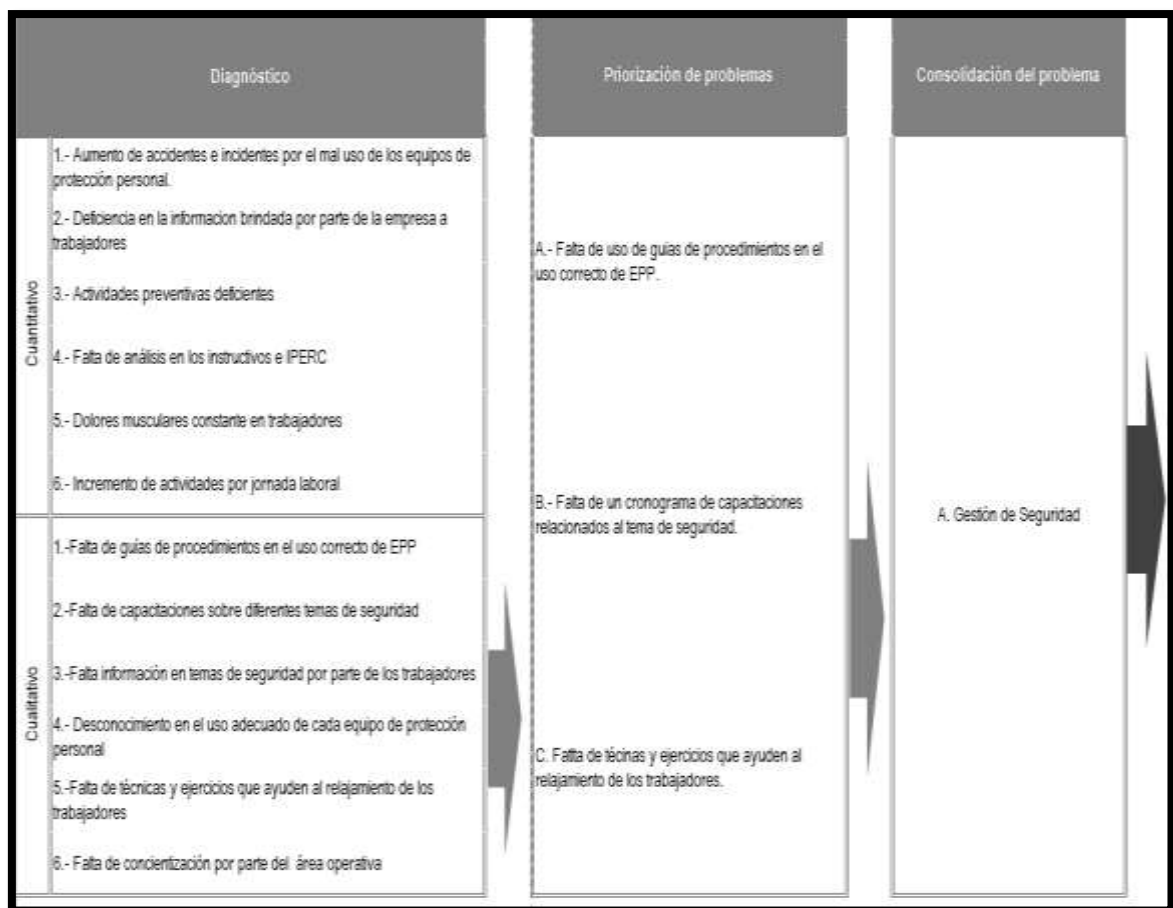 Diagnóstico
Priorización de problemas
Consolidación del problema
Cuantitativo
1.- Aumento de accidentes e incidentes por el mal uso de los equipos de
protección personal.
2.- Deficiencia en la informacion brindada por parte de la empresa a
trabajadores
3.- Actividades preventivas deficientes
4.- Falta de análisis en los instructivos e IPERC
5.- Dolores musculares constante en trabajadores
6.- Incremento de actividades por jornada laboral
Cualitativo
1.-Falta de guías de procedimientos en el uso correcto de EPP
2.-Falta de capacitaciones sobre diferentes temas de seguridad
3.-Falta información en temas de seguridad por parte de los trabajadores
4.- Desconocimiento en el uso adecuado de cada equipo de protección
personal
5.-Falta de técnicas y ejercicios que ayuden al relajamiento de los
trabajadores
6.- Falta de concientización por parte del área operativa
A.- Falta de uso de guías de procedimientos en el
uso correcto de EPP.
B.- Falta de un cronograma de capacitaciones
relacionados al tema de seguridad.
C. Fatta de técinas y ejercicios que ayuden al
relajamiento de los trabajadores.
A. Gestión de Seguridad